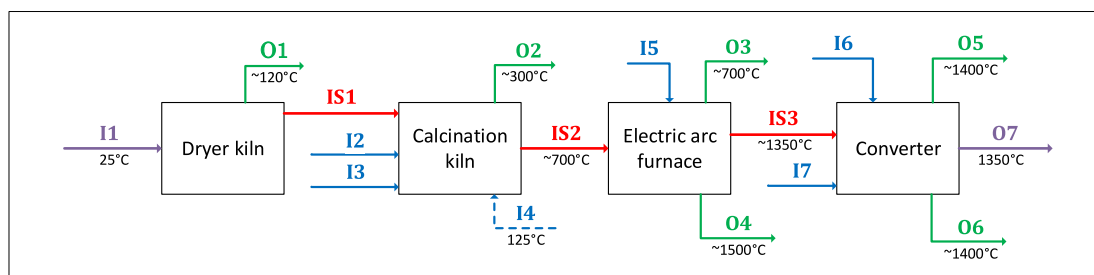 O1
~120°C
O2
~300°C
I5
O3
~700°C
I6
O5
~1400°C
I1
25°C
Dryer kiln
IS1
I2
I3
Calcination
kiln
I4
125°C
IS2
~700°C
Electric arc
furnace
IS3
~1350°C
I7
Converter
O7
1350°C
O4
~1500°C
O6
~1400°C